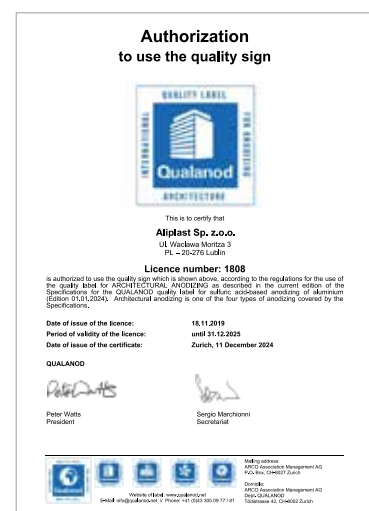 Authorization
to use the quality sign
QUALITY LABEL
INTERNATIONAL
FOR ANODIZING
Qualanod
ARCHITECTURE
This is to certify that
Aliplast Sp. z.o.o.
Ul. Waclawa Moritza 3
PL – 20-276 Lublin
Licence number: 1808
is authorized to use the quality sign which is shown above, according to the regulations for the use of
the quality label for ARCHITECTURAL ANODIZING as described in the current edition of the
Specifications for the QUALANOD quality label for sulfuric acid-based anodizing of aluminium
(Edition 01.01.2024). Architectural anodizing is one of the four types of anodizing covered by the
Specifications.
Date of issue of the licence: 18.11.2019
Period of validity of the licence: until 31.12.2025
Date of issue of the certificate: Zurich, 11 December 2024
QUALANOD
Peter Watts
President
Sergio Marchionni
Secretariat
Qualanod
Website of label: www.qualanod.net
E-Mail: info@qualanod.net // Phone: +41 (0)43 305 09 77 / 81
Mailing address:
ARCO Association Management AG
P.O. Box, CH-8027 Zurich
Domicile:
ARCO Association Management AG
Dept. QUALANOD
Tödistrasse 42, CH-8002 Zurich